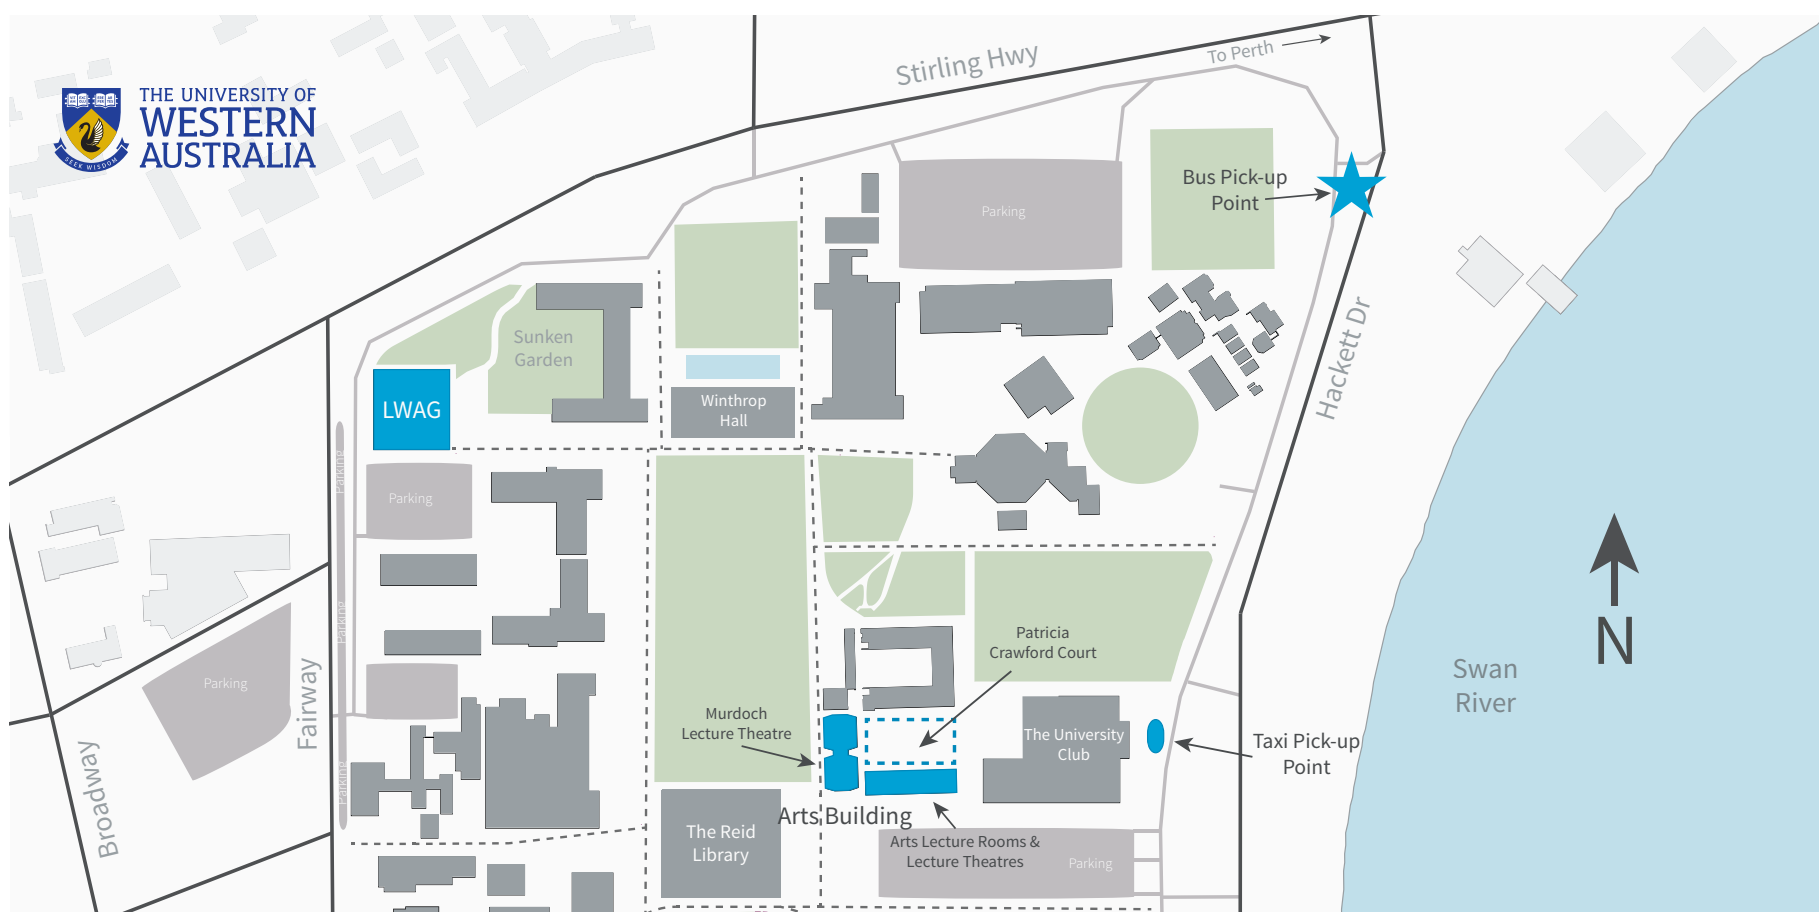 Stirling Hwy
To Perth
THE UNIVERSITY OF
WESTERN
AUSTRALIA
SEEK WISDOM
Bus Pick-up
Point
Parking
Sunken
Garden
Hackett Dr
LWAG
Winthrop
Hall
Parking
Parking
N
Parking
Patricia
Crawford Court
Swan
River
Parking
Fairway
Murdoch
Lecture Theatre
The University
Club
Taxi Pick-up
Point
Broadway
Parking
Arts Building
The Reid
Library
Arts Lecture Rooms &
Lecture Theatres
Parking